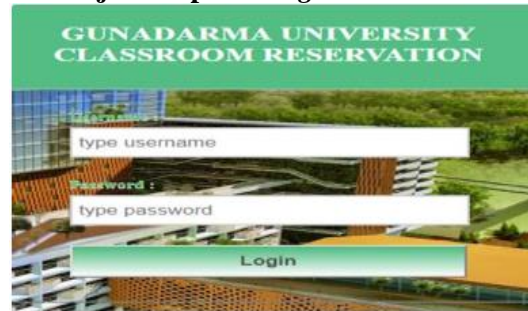 GUNADARMA UNIVERSITY
CLASSROOM RESERVATION
Username :
type username
Password :
type password
Login